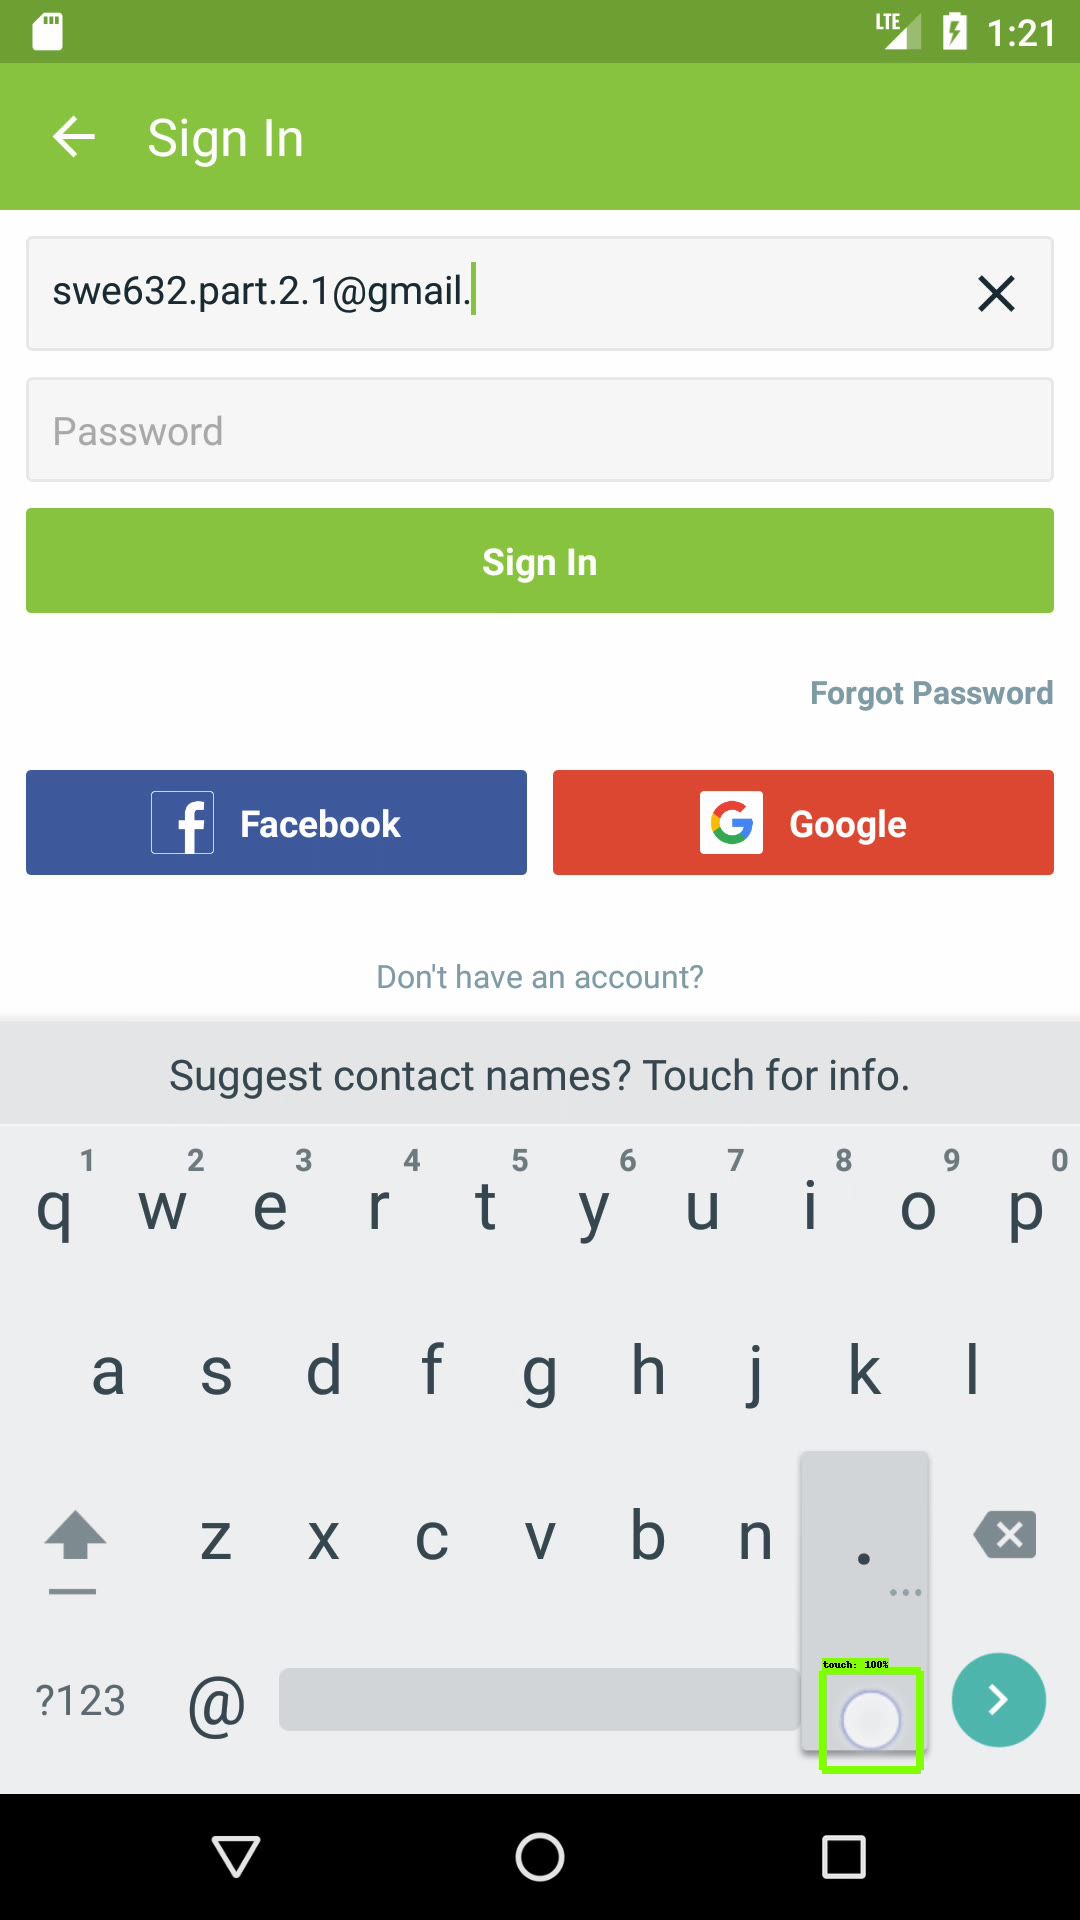 LTE 1:21
Sign In
swe632.part.2.1@gmail.
Password
Sign In
Forgot Password
Facebook Google
Don't have an account?
Suggest contact names? Touch for info.
1 2 3 4 5 6 7 8 9 0
q w e r t y u i o p
a s d f g h j k l
z x c v b n .
...
touch: 100%
?123 @